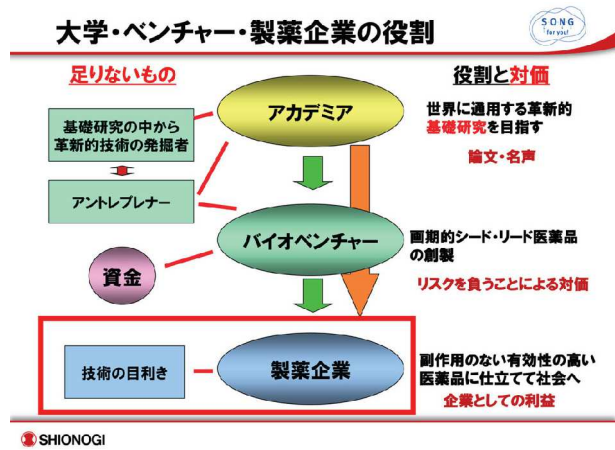 大学・ベンチャー・製薬企業の役割
SONG
for you!
足りないもの
役割と対価
基礎研究の中から
革新的技術の発掘者
アカデミア
世界に通用する革新的
基礎研究を目指す
論文・名声
アントレプレナー
バイオベンチャー
画期的シード・リード医薬品
の創製
資金
リスクを負うことによる対価
技術の目利き
製薬企業
副作用のない有効性の高い
医薬品に仕立てて社会へ
企業としての利益
SHIONOGI